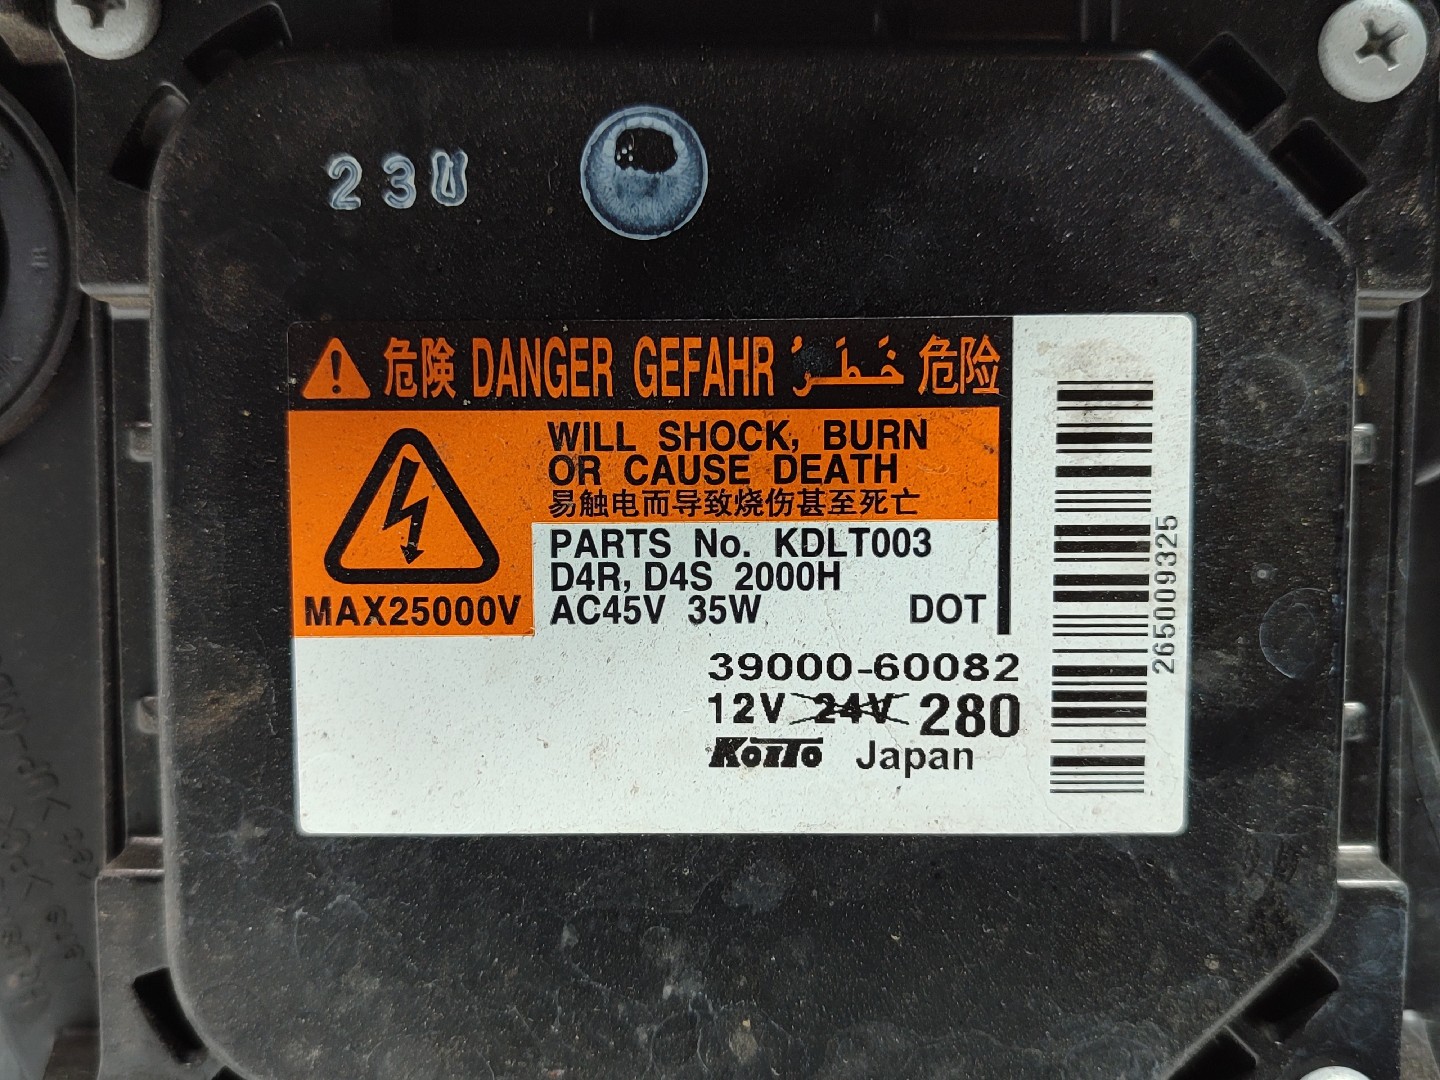 23U
危険 DANGER GEFAHR خَطَرٌ 危险
WILL SHOCK, BURN
OR CAUSE DEATH
易触电而导致烧伤甚至死亡
MAX25000V
PARTS No. KDLT003
D4R, D4S 2000H
AC45V 35W DOT
39000-60082
12V 24V 280
KOITO Japan
265009325